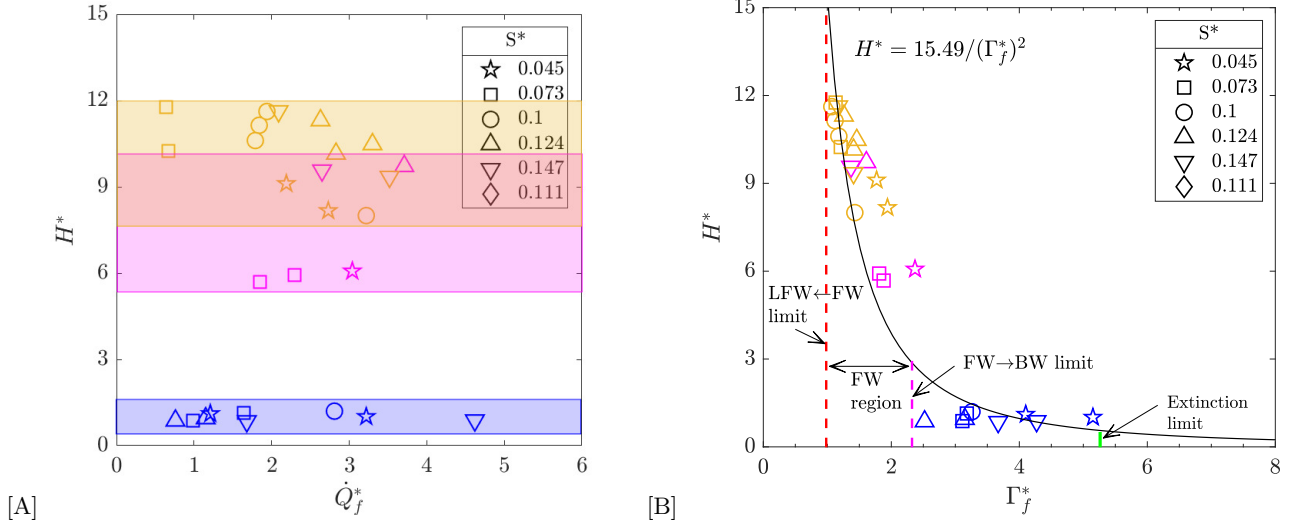 15
12
9
6
3
0
H*
0 1 2 3 4 5 6
Q̇*_f
S*
0.045
0.073
0.1
0.124
0.147
0.111
[A]
15
12
9
6
3
0
H*
H* = 15.49/(Γ*_f)²
S*
0.045
0.073
0.1
0.124
0.147
0.111
LFW←FW
limit
FW
region
FW→BW limit
Extinction
limit
0 2 4 6 8
Γ*_f
[B]